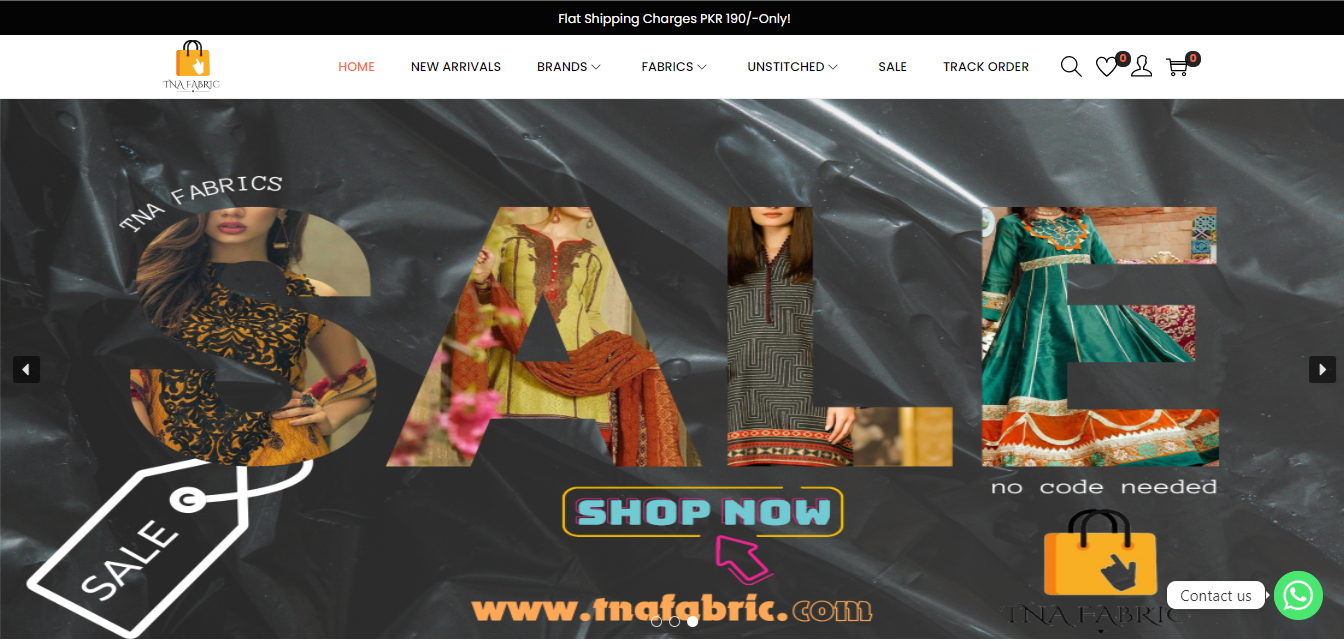 Flat Shipping Charges PKR 190/-Only!
TNA FABRIC
HOME
NEW ARRIVALS
BRANDS
FABRICS
UNSTITCHED
SALE
TRACK ORDER
0
0
TNA FABRICS
SALE
no code needed
SHOP NOW
SALE
www.tnafabric.com
TNA FABRIC
Contact us